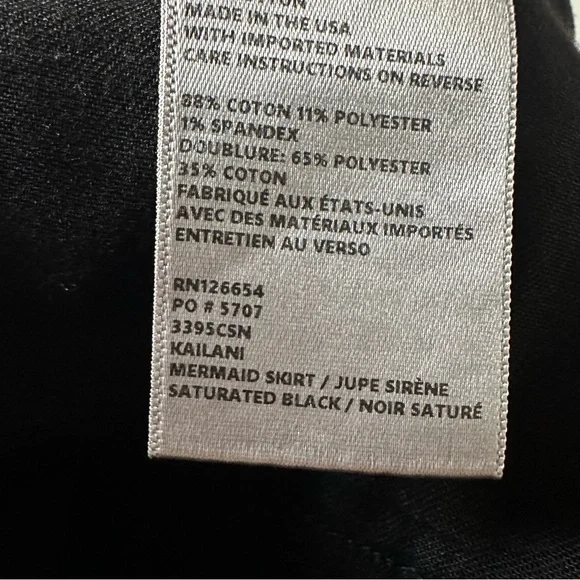 MADE IN THE USA
WITH IMPORTED MATERIALS
CARE INSTRUCTIONS ON REVERSE
88% COTON 11% POLYESTER
1% SPANDEX
DOUBLURE: 65% POLYESTER
35% COTON
FABRIQUÉ AUX ÉTATS-UNIS
AVEC DES MATÉRIAUX IMPORTÉS
ENTRETIEN AU VERSO
RN126654
PO # 5707
3395CSN
KAILANI
MERMAID SKIRT / JUPE SIRÈNE
SATURATED BLACK / NOIR SATURÉ